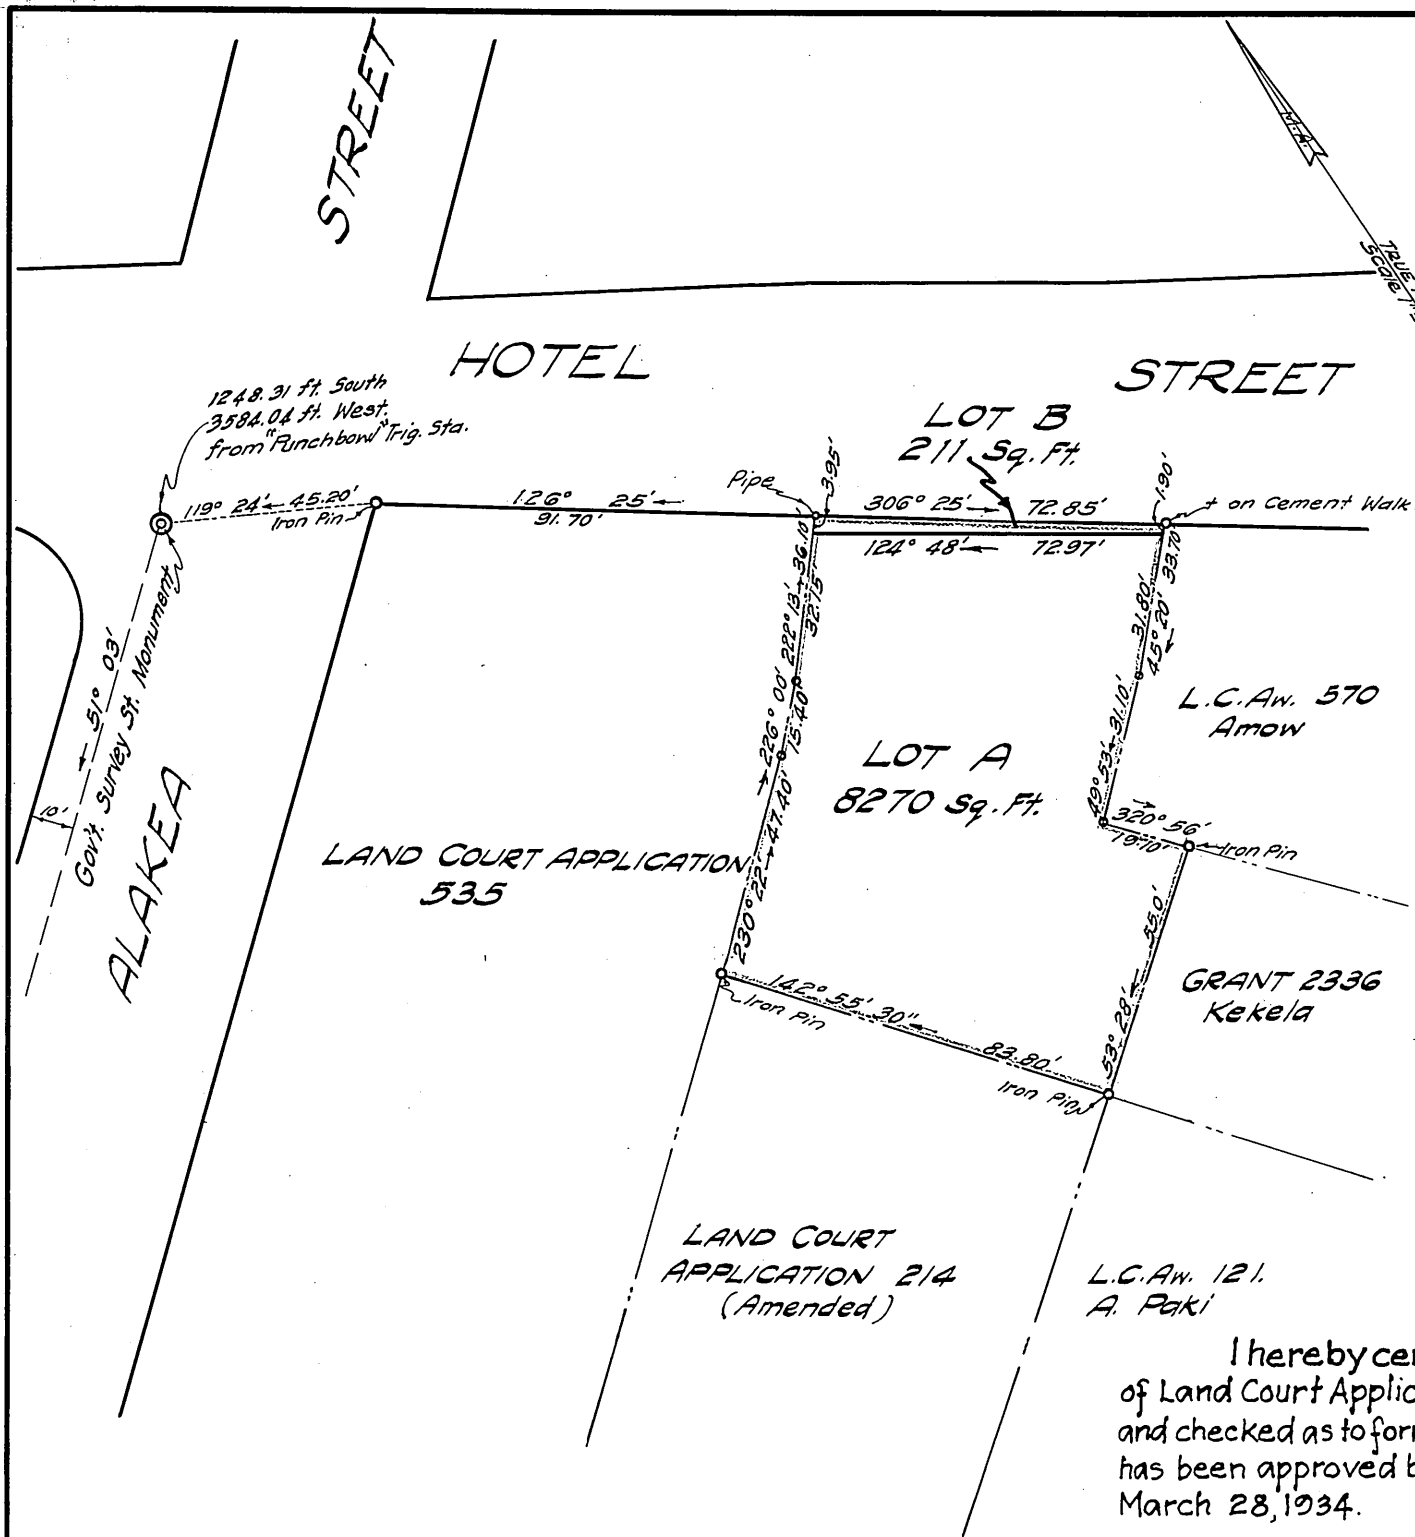 STREET
M.A.
TRUE
Scale
HOTEL STREET
1248.31 ft. South
3584.04 ft. West.
from "Punchbowl" Trig. Sta.
LOT B
211 Sq. Ft.
119° 24' 45.20'
Iron Pin
126° 25'
91.70'
Pipe
3.95'
306° 25' 72.85'
1.90'
+ on Cement Walk
124° 48' 72.97'
222° 13' 36.10'
32.15'
31.80'
45° 20' 33.70'
51° 03'
Gov't. Survey St. Monument
10'
ALAKEA
226° 00'
15.40'
49° 53' 31.10'
L.C.Aw. 570
Amow
LOT A
8270 Sq. Ft.
320° 56'
19.70'
Iron Pin
LAND COURT APPLICATION
535
230° 22' 47.40'
53° 28' 55.0'
GRANT 2336
Kekela
142° 55' 30"
83.80'
Iron Pin
Iron Pin
LAND COURT
APPLICATION 214
(Amended)
L.C.Aw. 121.
A. Paki
I hereby cer
of Land Court Applic
and checked as to for
has been approved b
March 28, 1934.